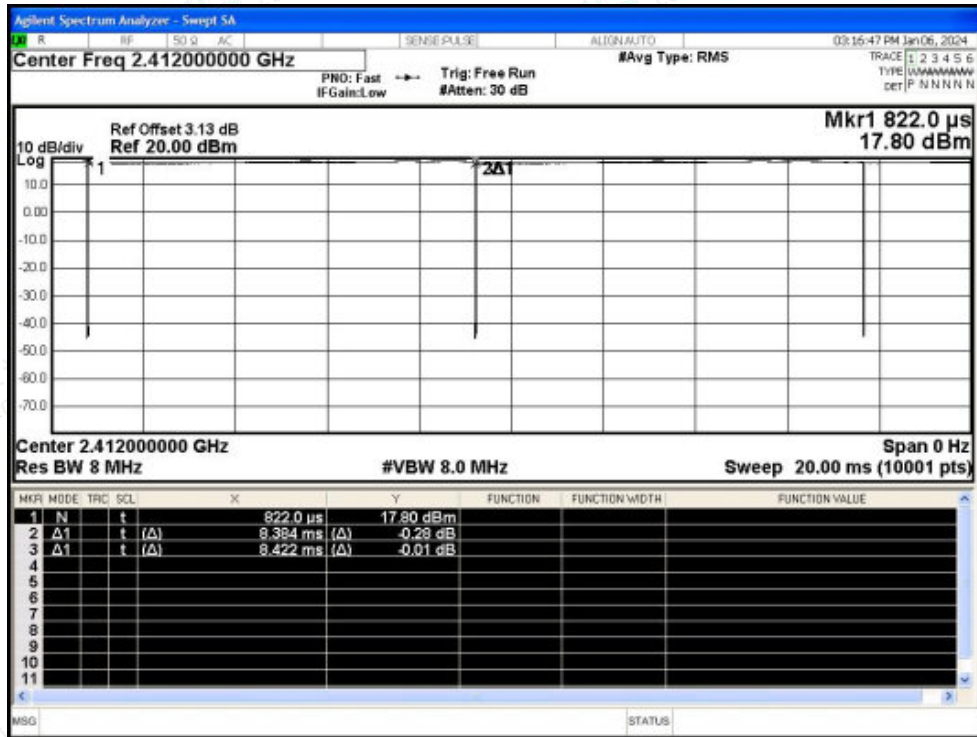 Agilent Spectrum Analyzer - Swept SA
R RF 50 Ω AC SENSE:PULSE ALIGN AUTO 03:16:47 PM Jan 06, 2024
Center Freq 2.412000000 GHz
#Avg Type: RMS
TRACE 1 2 3 4 5 6
PNO: Fast Trig: Free Run
TYPE
IFGain:Low #Atten: 30 dB
DET P N N N N N
Mkr1 822.0 µs
Ref Offset 3.13 dB
10 dB/div Ref 20.00 dBm
17.80 dBm
Log
1
2Δ1
10.0
0.00
-10.0
-20.0
-30.0
-40.0
-50.0
-60.0
-70.0
Center 2.412000000 GHz Span 0 Hz
Res BW 8 MHz #VBW 8.0 MHz Sweep 20.00 ms (10001 pts)
MKR MODE TRC SCL X Y FUNCTION FUNCTION WIDTH FUNCTION VALUE
1 N t 822.0 µs 17.80 dBm
2 Δ1 t (Δ) 8.384 ms (Δ) -0.28 dB
3 Δ1 t (Δ) 8.422 ms (Δ) -0.01 dB
4
5
6
7
8
9
10
11
MSG STATUS